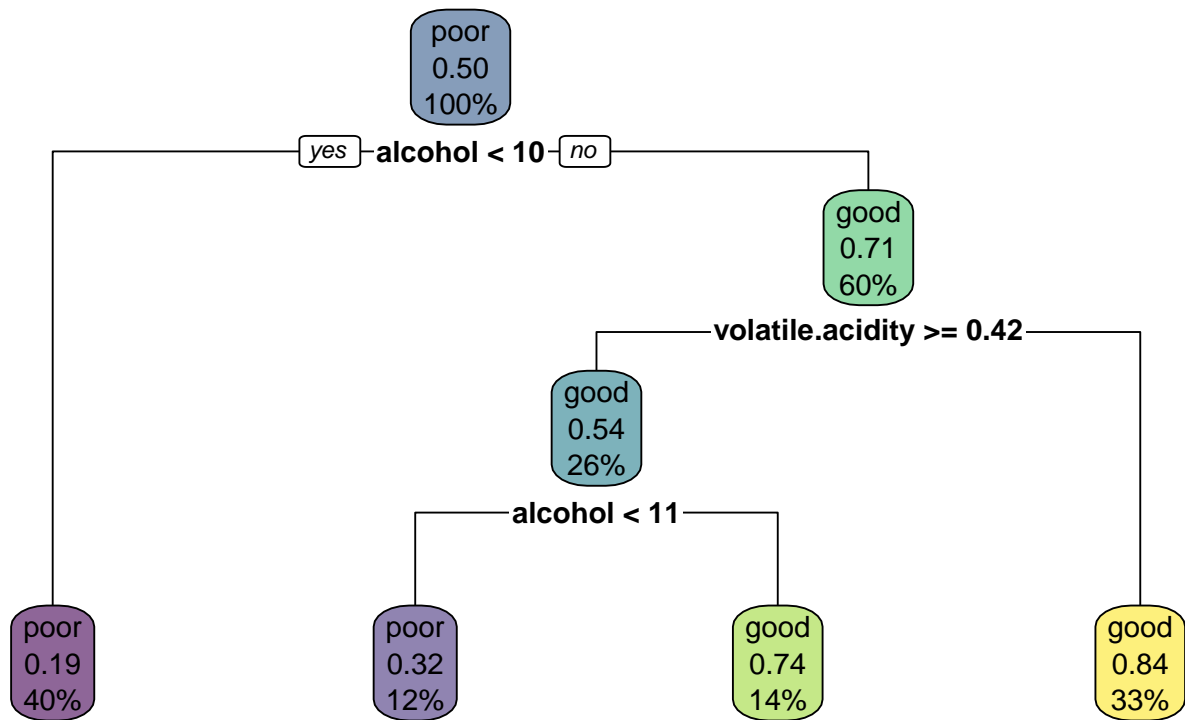 poor
0.50
100%
yes alcohol < 10 no
good
0.71
60%
volatile.acidity >= 0.42
good
0.54
26%
alcohol < 11
poor
0.19
40%
poor
0.32
12%
good
0.74
14%
good
0.84
33%